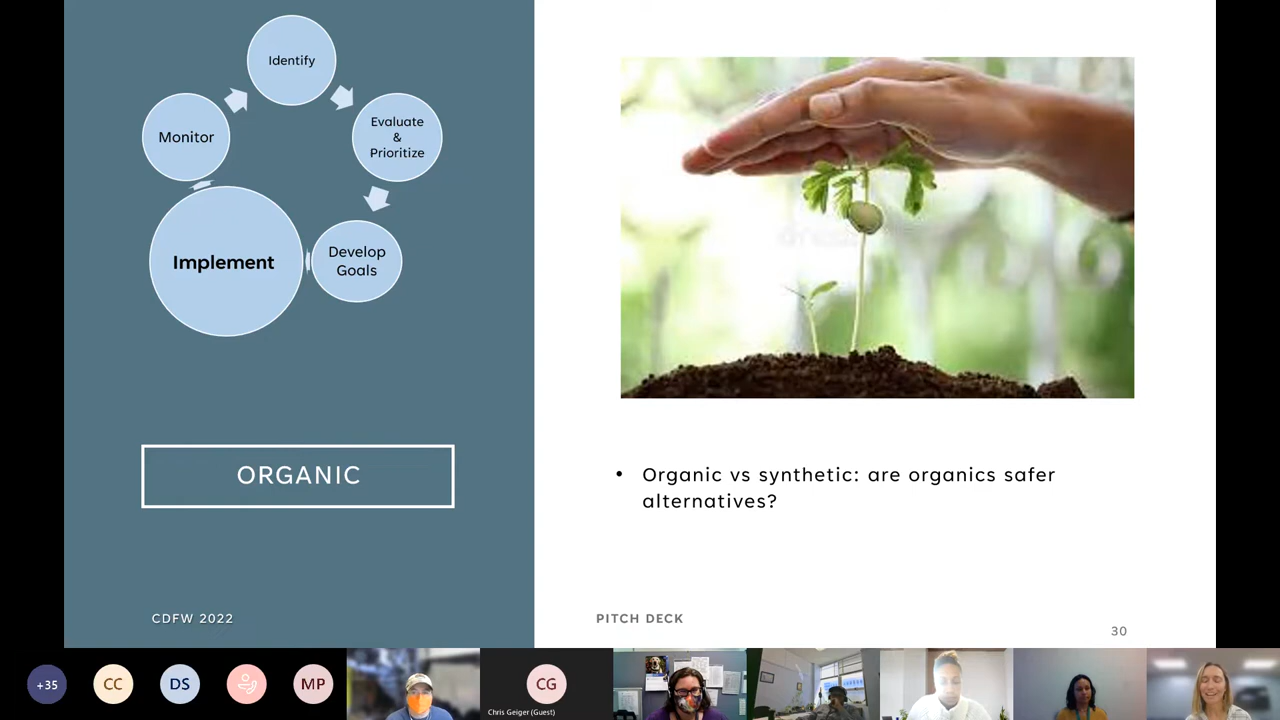 Identify
Monitor
Evaluate
&
Prioritize
Implement
Develop
Goals
ORGANIC
• Organic vs synthetic: are organics safer
alternatives?
CDFW 2022
PITCH DECK
30
+35
CC
DS
MP
CG
Chris Geiger (Guest)